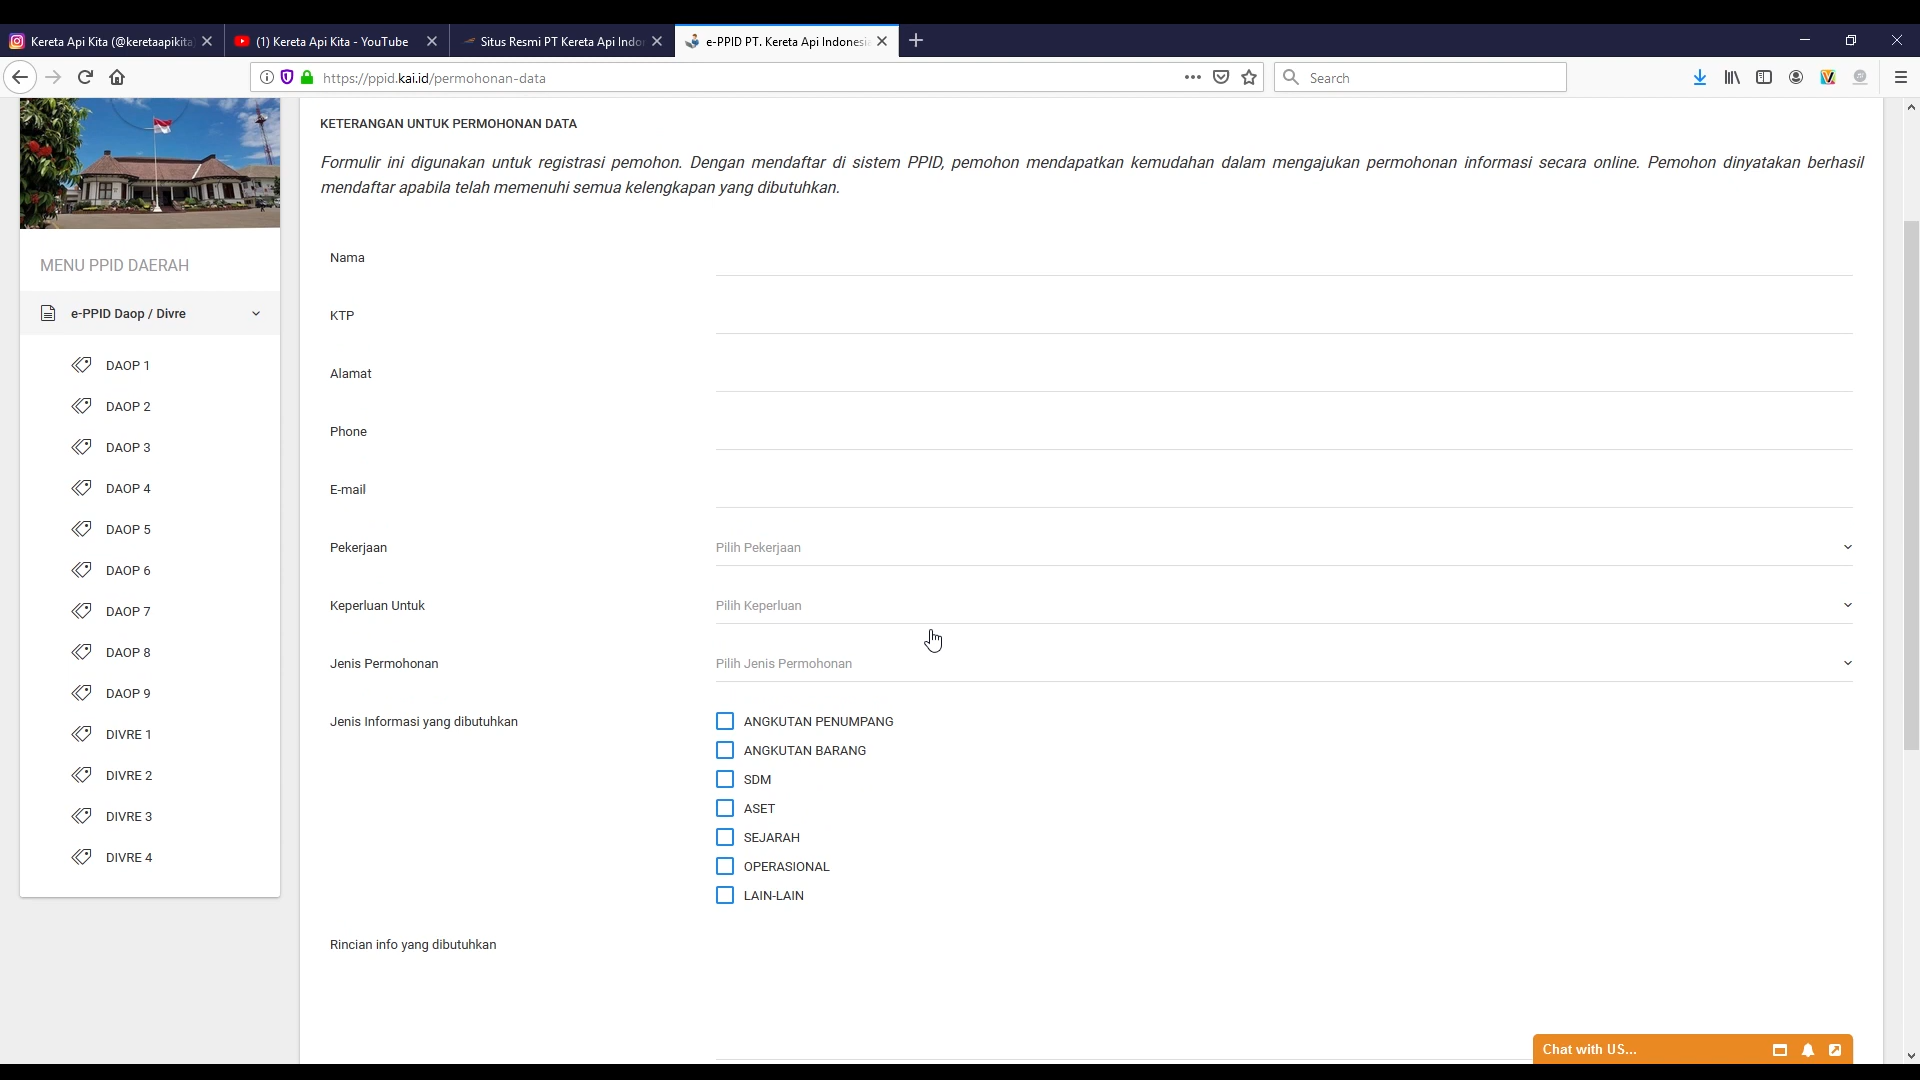 Kereta Api Kita (@keretaapikita
(1) Kereta Api Kita - YouTube
Situs Resmi PT Kereta Api Indon
e-PPID PT. Kereta Api Indonesia
https://ppid.kai.id/permohonan-data
Search
MENU PPID DAERAH
e-PPID Daop / Divre
DAOP 1
DAOP 2
DAOP 3
DAOP 4
DAOP 5
DAOP 6
DAOP 7
DAOP 8
DAOP 9
DIVRE 1
DIVRE 2
DIVRE 3
DIVRE 4
KETERANGAN UNTUK PERMOHONAN DATA
Formulir ini digunakan untuk registrasi pemohon. Dengan mendaftar di sistem PPID, pemohon mendapatkan kemudahan dalam mengajukan permohonan informasi secara online. Pemohon dinyatakan berhasil
mendaftar apabila telah memenuhi semua kelengkapan yang dibutuhkan.
Nama
KTP
Alamat
Phone
E-mail
Pekerjaan
Pilih Pekerjaan
Keperluan Untuk
Pilih Keperluan
Jenis Permohonan
Pilih Jenis Permohonan
Jenis Informasi yang dibutuhkan
ANGKUTAN PENUMPANG
ANGKUTAN BARANG
SDM
ASET
SEJARAH
OPERASIONAL
LAIN-LAIN
Rincian info yang dibutuhkan
Chat with US...